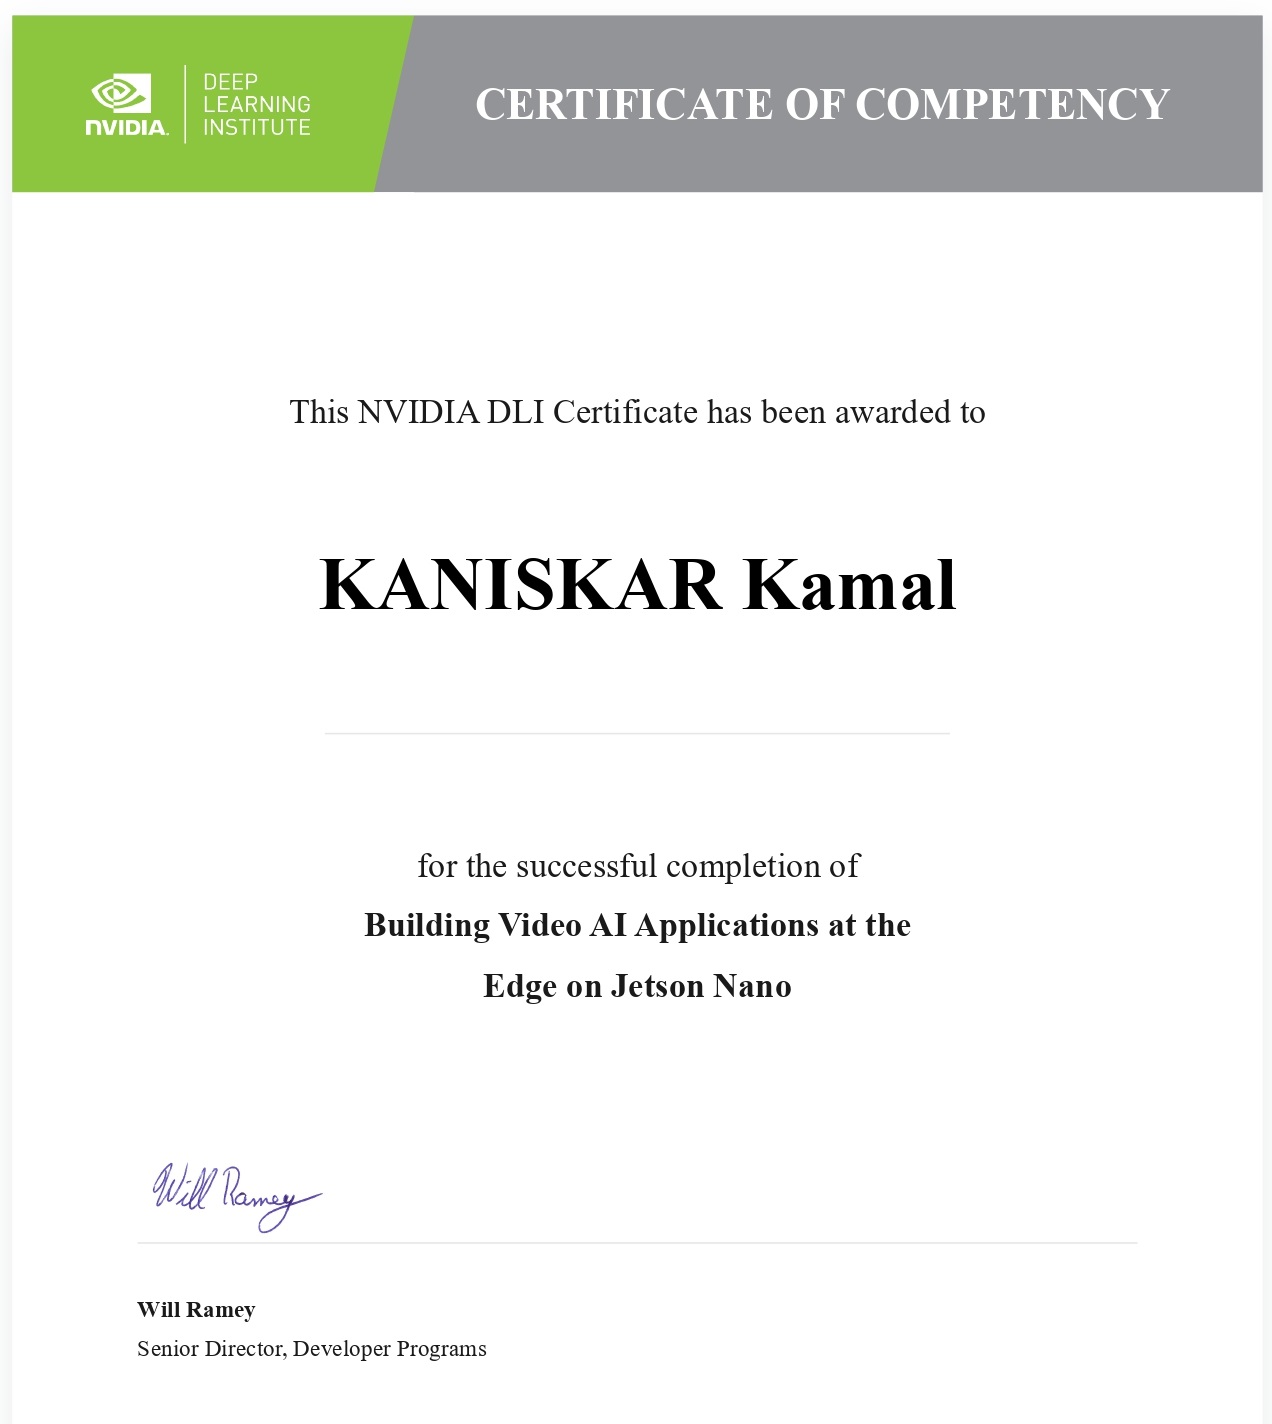 NVIDIA.
DEEP
LEARNING
INSTITUTE
CERTIFICATE OF COMPETENCY
This NVIDIA DLI Certificate has been awarded to
KANISKAR Kamal
for the successful completion of
Building Video AI Applications at the
Edge on Jetson Nano
Will Ramey
Will Ramey
Senior Director, Developer Programs